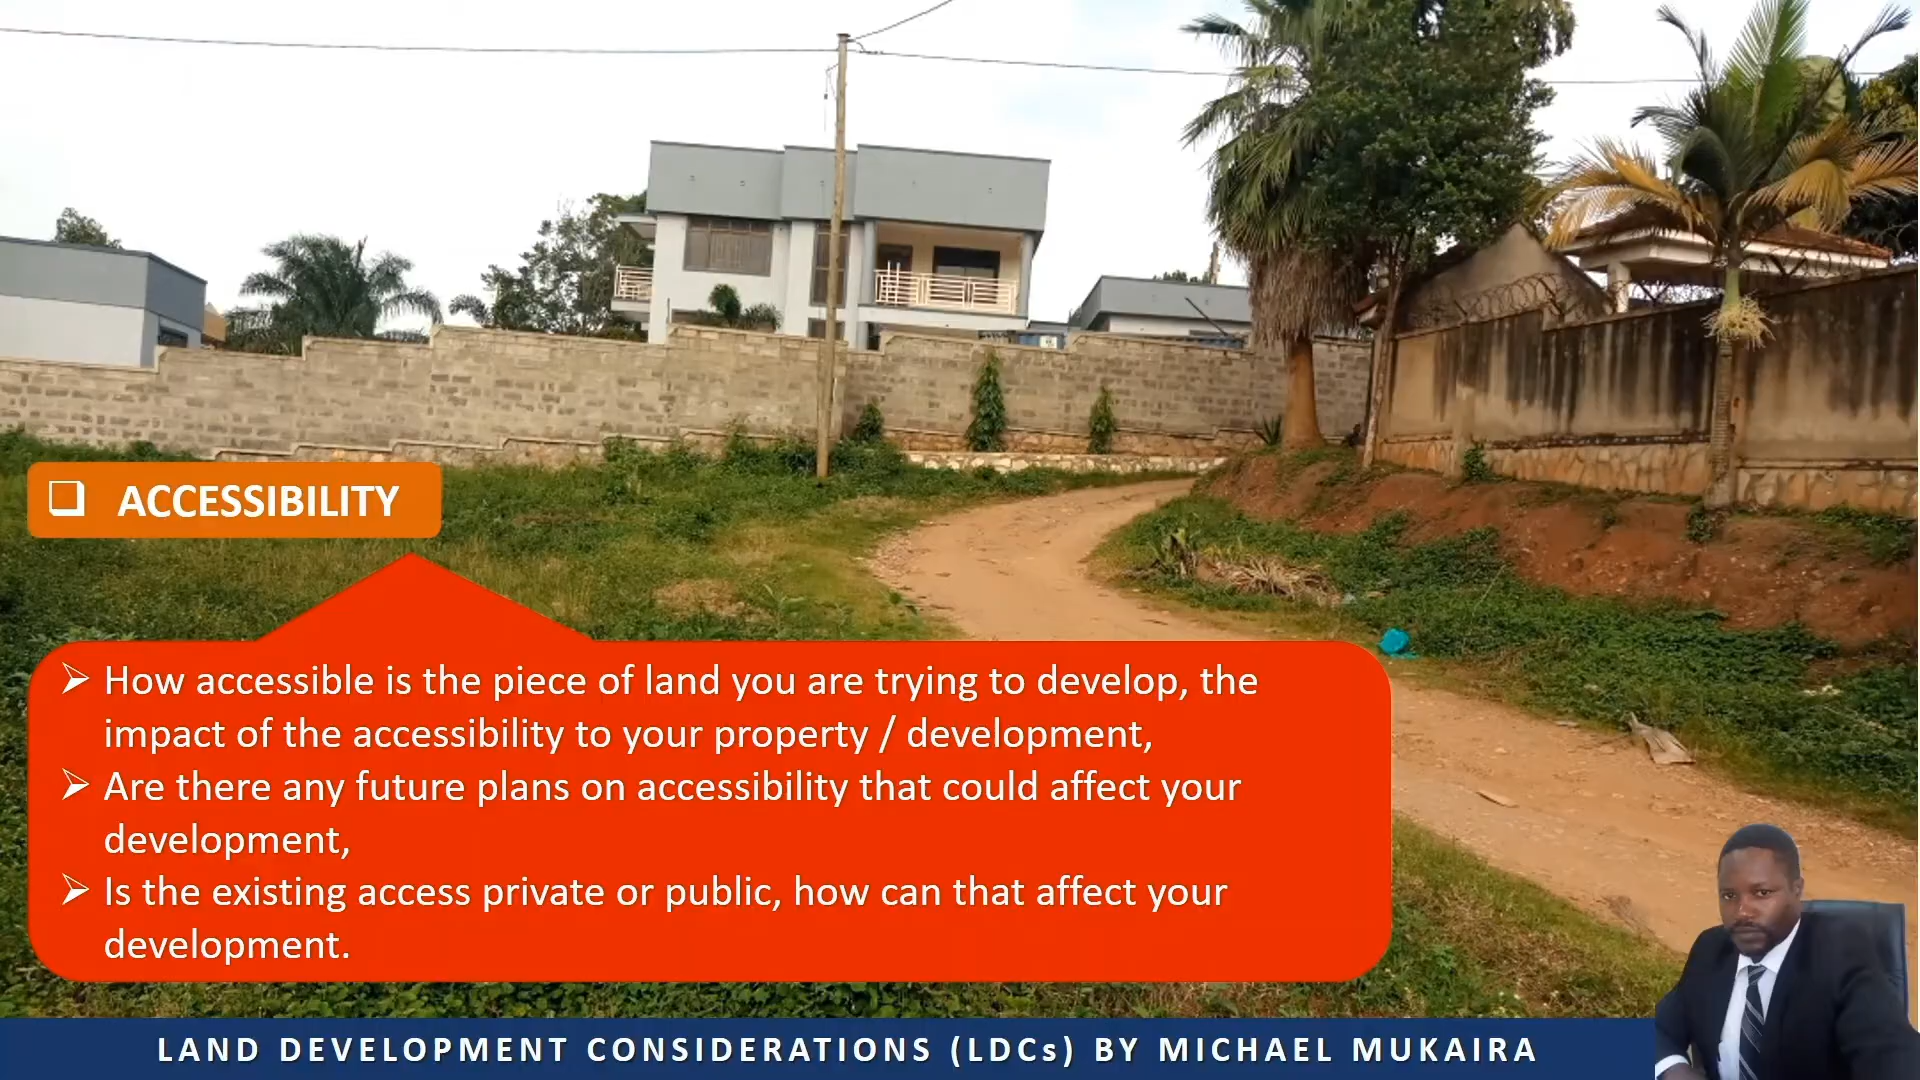 ❑ ACCESSIBILITY
➢ How accessible is the piece of land you are trying to develop, the
impact of the accessibility to your property / development,
➢ Are there any future plans on accessibility that could affect your
development,
➢ Is the existing access private or public, how can that affect your
development.
LAND DEVELOPMENT CONSIDERATIONS (LDCs) BY MICHAEL MUKAIRA